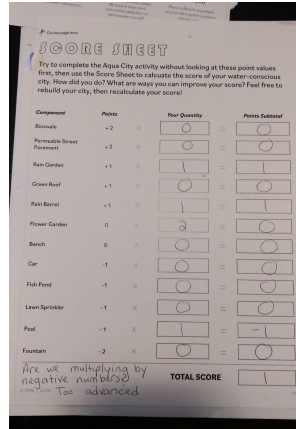 Cut out page here
SCORE SHEET
Try to complete the Aqua City activity without looking at these point values
first, then use the Score Sheet to calcuate the score of your water-conscious
city. How did you do? What are ways you can improve your score? Feel free to
rebuild your city, then recalculate your score!
Component Points Your Quantity Points Subtotal
Bioswale +2 X 0 = 0
Permeable Street
Pavement +2 X 0 = 0
Rain Garden +1 X 1 = 1
Green Roof +1 X 0 = 0
Rain Barrel +1 X 1 = 1
Flower Garden 0 X 2 = 0
Bench 0 X 0 = 0
Car -1 X 0 = 0
Fish Pond -1 X 0 = 0
Lawn Sprinkler -1 X 0 = 0
Pool -1 X 1 = -1
Fountain -2 X 0 = 0
Are we multiplying by
negative numbers?
Too advanced
TOTAL SCORE 1